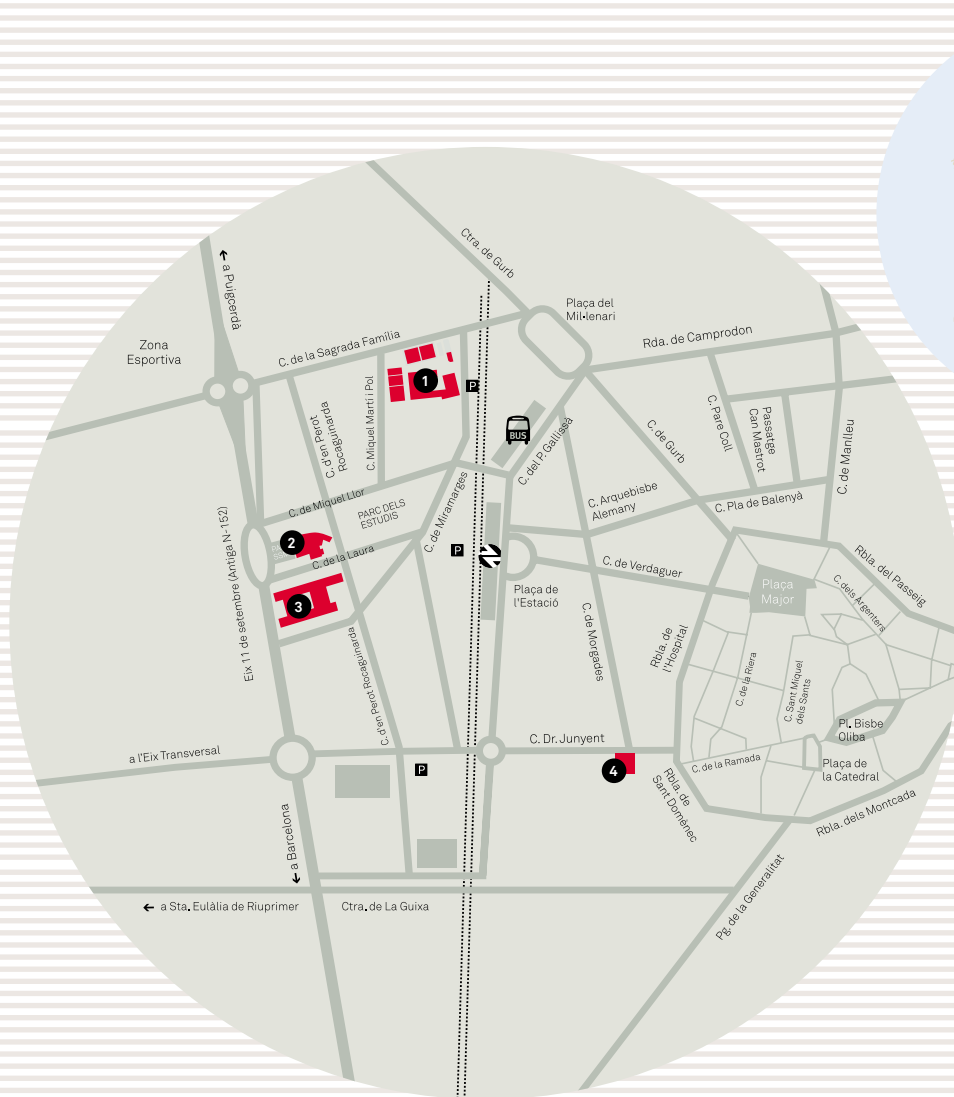 Ctra. de Gurb
← a Puigcerdà
Plaça del
Mil·lenari
Zona
Esportiva
C. de la Sagrada Família
Rda. de Camprodon
1
P
C. d'en Perot
Rocaguinarda
C. Miquel Martí i Pol
BUS
C. del P. Gallissà
C. de Gurb
C. Pare Coll
Passatge
Can Mastrot
C. de Manlleu
C. de Miquel Llor
PARC DELS
ESTUDIS
C. de Miramarges
C. Arquebisbe
Alemany
C. Pla de Balenyà
Eix 11 de setembre (Antiga N-152)
2
C. de la Laura
P
C. de Verdaguer
Rbla. del Passeig
3
Plaça de
l'Estació
Plaça
Major
C. dels Argenters
C. d'en Perot Rocaguinarda
C. de Morgades
Rbla. de
l'Hospital
C. de la Riera
C. Sant Miquel
dels Sants
Pl. Bisbe
Oliba
a l'Eix Transversal
C. Dr. Junyent
P
4
C. de la Ramada
Plaça de
la Catedral
Rbla. de
Sant Domènec
Rbla. dels Montcada
← a Barcelona
Pg. de la Generalitat
← a Sta. Eulàlia de Riuprimer
Ctra. de La Guixa